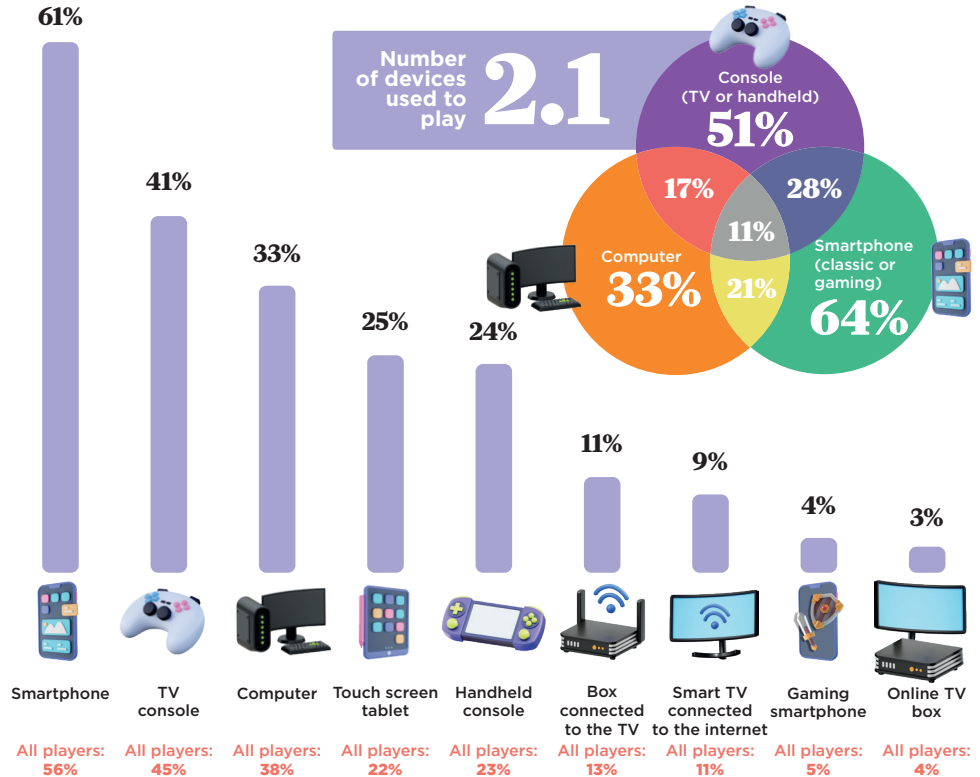 61%
41%
33%
25%
24%
11%
9%
4%
3%
Number
of devices
used to
play
2.1
Console
(TV or handheld)
51%
17%
28%
11%
Computer
33%
21%
Smartphone
(classic or
gaming)
64%
Smartphone
TV
console
Computer
Touch screen
tablet
Handheld
console
Box
connected
to the TV
Smart TV
connected
to the internet
Gaming
smartphone
Online TV
box
All players:
56%
All players:
45%
All players:
38%
All players:
22%
All players:
23%
All players:
13%
All players:
11%
All players:
5%
All players:
4%